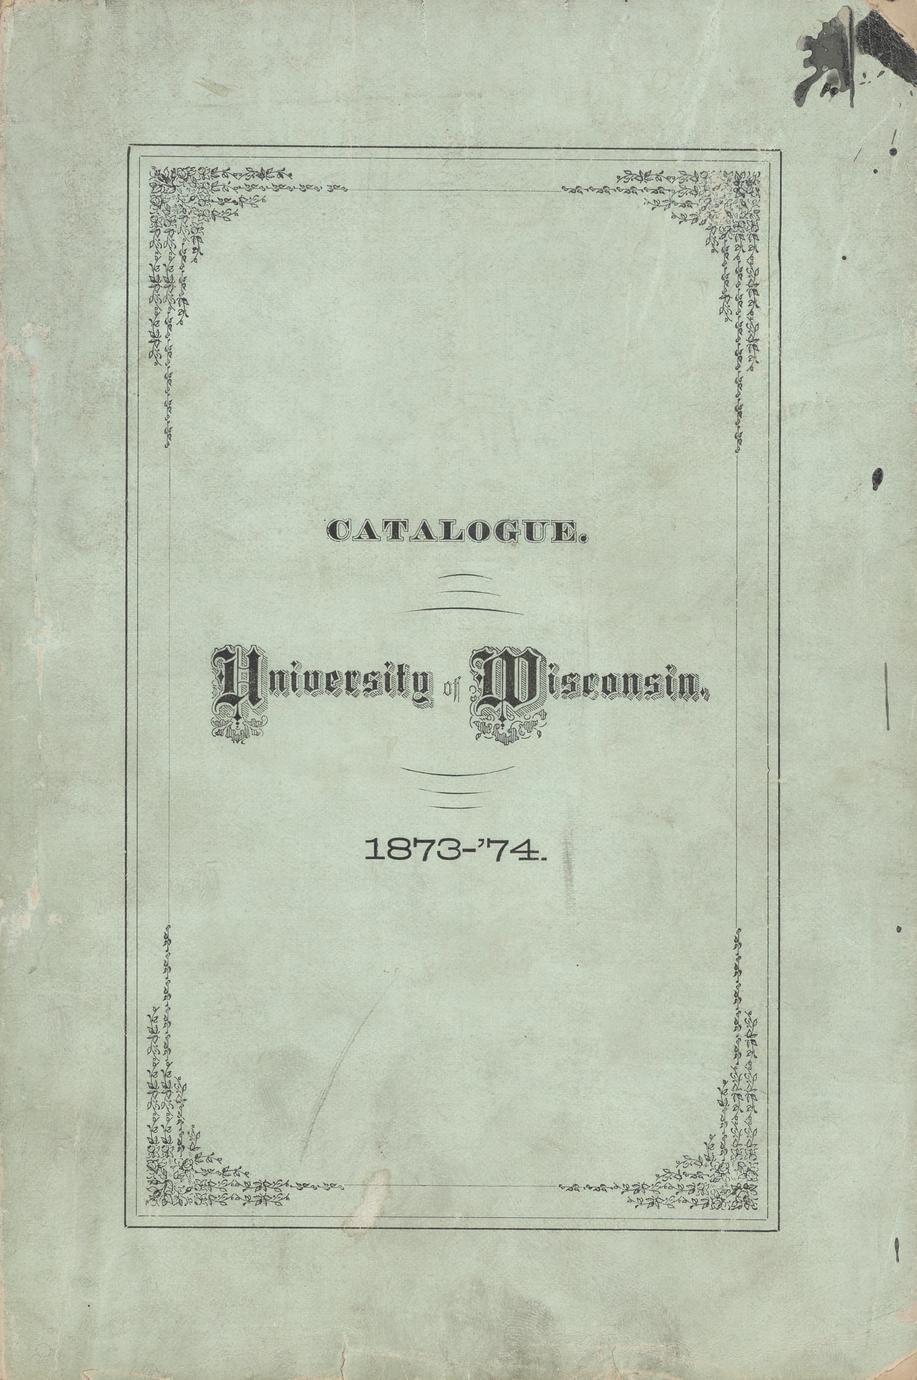 CATALOGUE.
University of Wisconsin,
1873-'74.